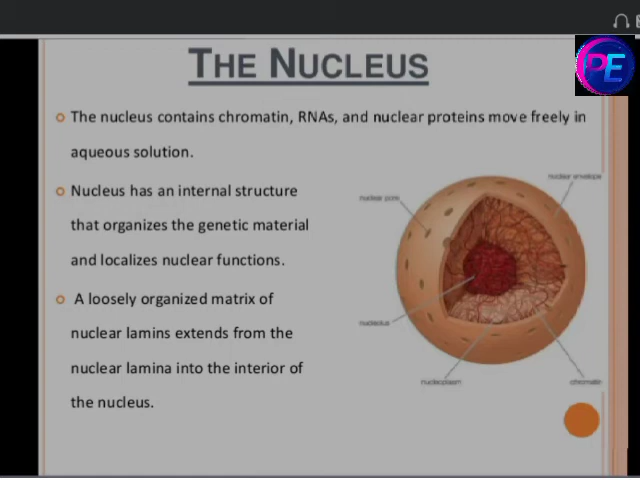 THE NUCLEUS
PE
The nucleus contains chromatin, RNAs, and nuclear proteins move freely in
aqueous solution.
Nucleus has an internal structure
that organizes the genetic material
and localizes nuclear functions.
A loosely organized matrix of
nuclear lamins extends from the
nuclear lamina into the interior of
the nucleus.
nuclear envelope
nuclear pore
nucleolus
nucleoplasm
chromatin